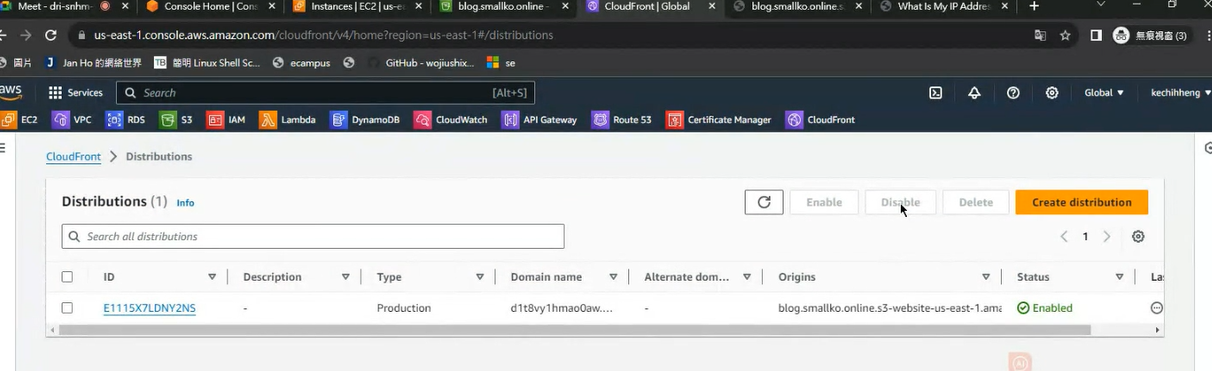 Meet - dri-snhm-
Console Home | Con
Instances | EC2 | us-e
blog.smallko.online -
CloudFront | Global
blog.smallko.online.s
What Is My IP Addre
us-east-1.console.aws.amazon.com/cloudfront/v4/home?region=us-east-1#/distributions
無痕視窗 (3)
圖片
Jan Ho 的網絡世界
簡明 Linux Shell Sc...
ecampus
GitHub - wojiushix...
se
aws
Services
Search
[Alt+S]
Global
kechihheng
EC2
VPC
RDS
S3
IAM
Lambda
DynamoDB
CloudWatch
API Gateway
Route 53
Certificate Manager
CloudFront
CloudFront
Distributions
Distributions (1)
Info
Enable
Disable
Delete
Create distribution
Search all distributions
1
ID
Description
Type
Domain name
Alternate dom...
Origins
Status
Las
E1115X7LDNY2NS
-
Production
d1t8vy1hmao0aw....
-
blog.smallko.online.s3-website-us-east-1.ama
Enabled